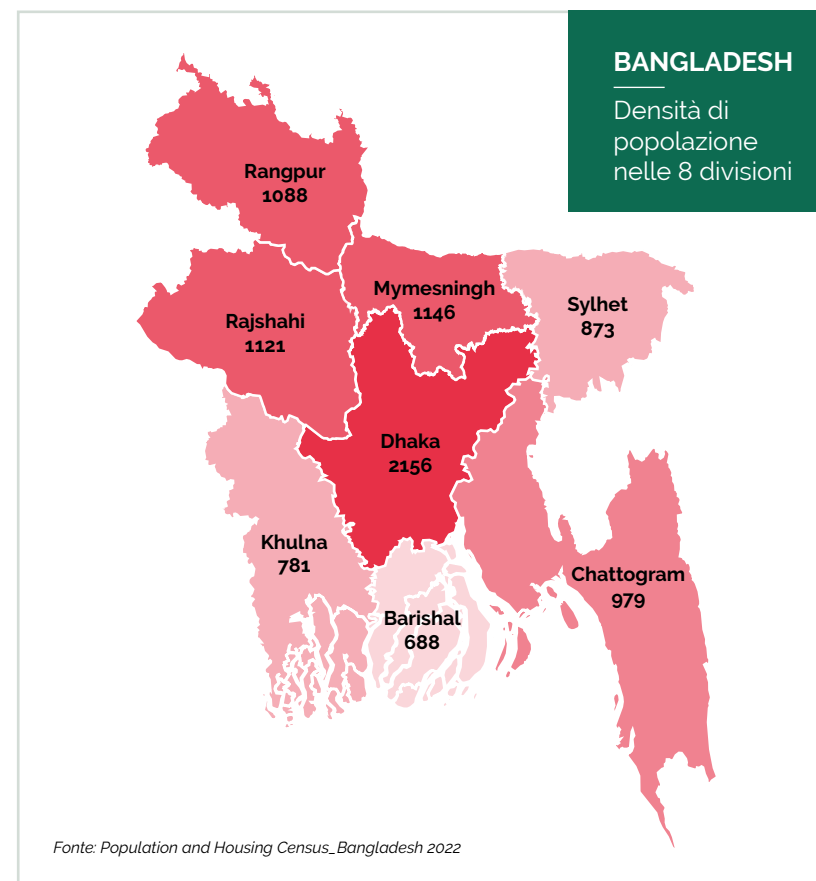 BANGLADESH
Densità di
popolazione
nelle 8 divisioni
Rangpur
1088
Mymesningh
1146
Sylhet
873
Rajshahi
1121
Dhaka
2156
Khulna
781
Chattogram
979
Barishal
688
Fonte: Population and Housing Census_Bangladesh 2022